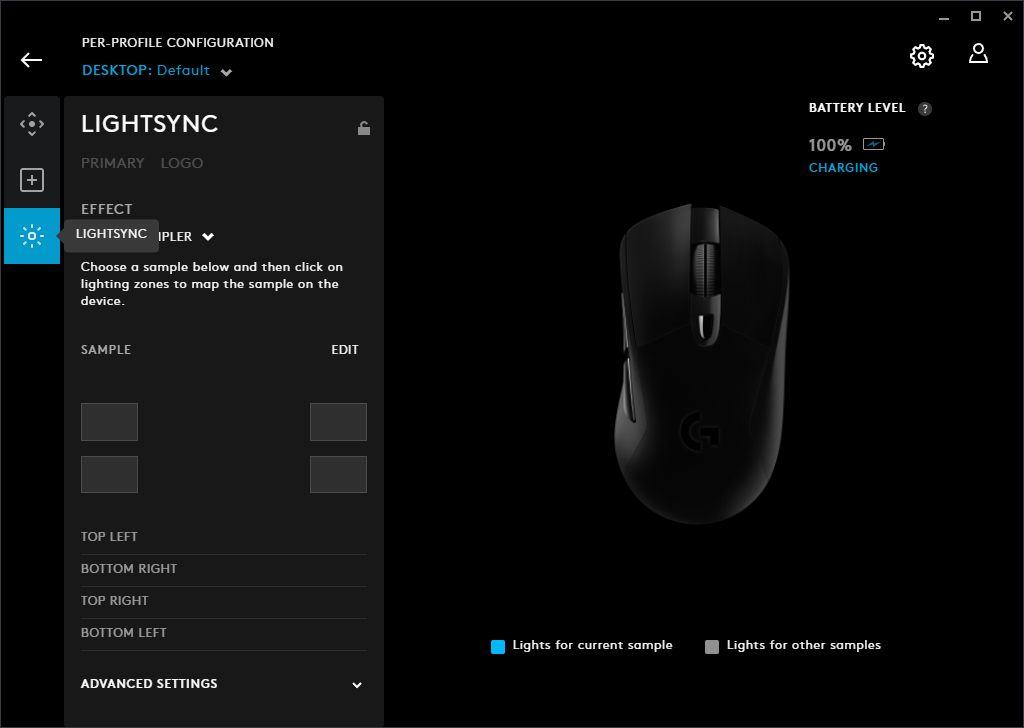 PER-PROFILE CONFIGURATION
DESKTOP: Default
BATTERY LEVEL ?
100%
CHARGING
LIGHTSYNC
PRIMARY LOGO
EFFECT
LIGHTSYNC
Choose a sample below and then click on
lighting zones to map the sample on the
device.
SAMPLE EDIT
TOP LEFT
BOTTOM RIGHT
TOP RIGHT
BOTTOM LEFT
ADVANCED SETTINGS
Lights for current sample Lights for other samples